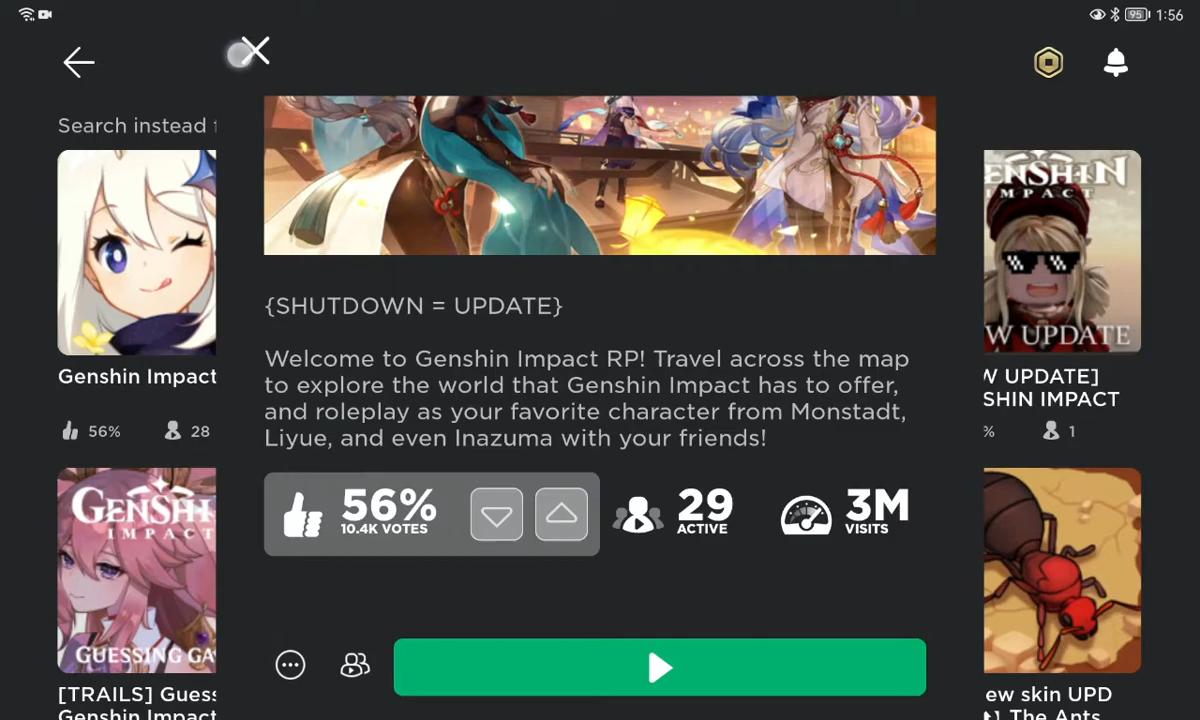 95 1:56
Search instead f
{SHUTDOWN = UPDATE}
Welcome to Genshin Impact RP! Travel across the map
to explore the world that Genshin Impact has to offer,
and roleplay as your favorite character from Monstadt,
Liyue, and even Inazuma with your friends!
56%
10.4K VOTES
29
ACTIVE
3M
VISITS
Genshin Impact
56% 28
GENSHI
IMPACT
GUESSING GA
[TRAILS] Guess
Genshin Impact
ENSHIN
IMPACT
W UPDATE
W UPDATE]
SHIN IMPACT
% 1
ew skin UPD
The Ants